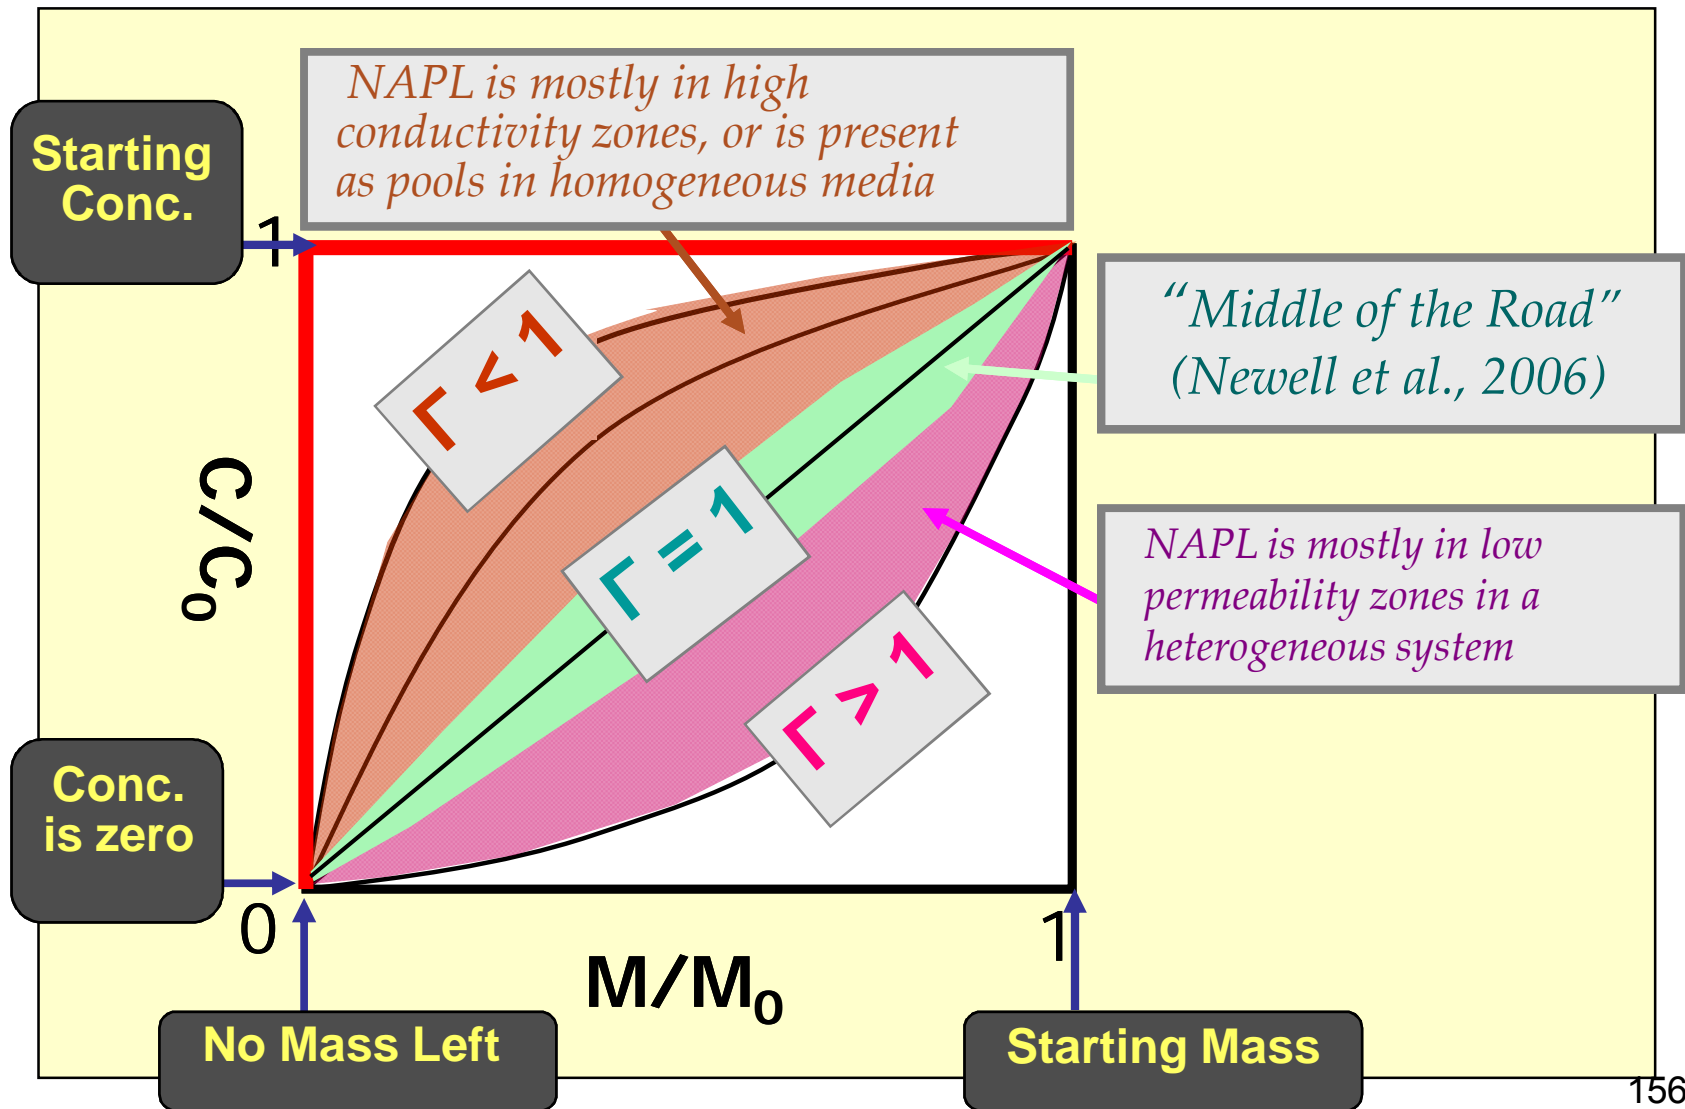 NAPL is mostly in high
conductivity zones, or is present
as pools in homogeneous media
Starting
Conc.
1
“Middle of the Road”
(Newell et al., 2006)
Γ < 1
Γ = 1
Γ > 1
C/C₀
NAPL is mostly in low
permeability zones in a
heterogeneous system
Conc.
is zero
0
1
M/M₀
No Mass Left
Starting Mass
156